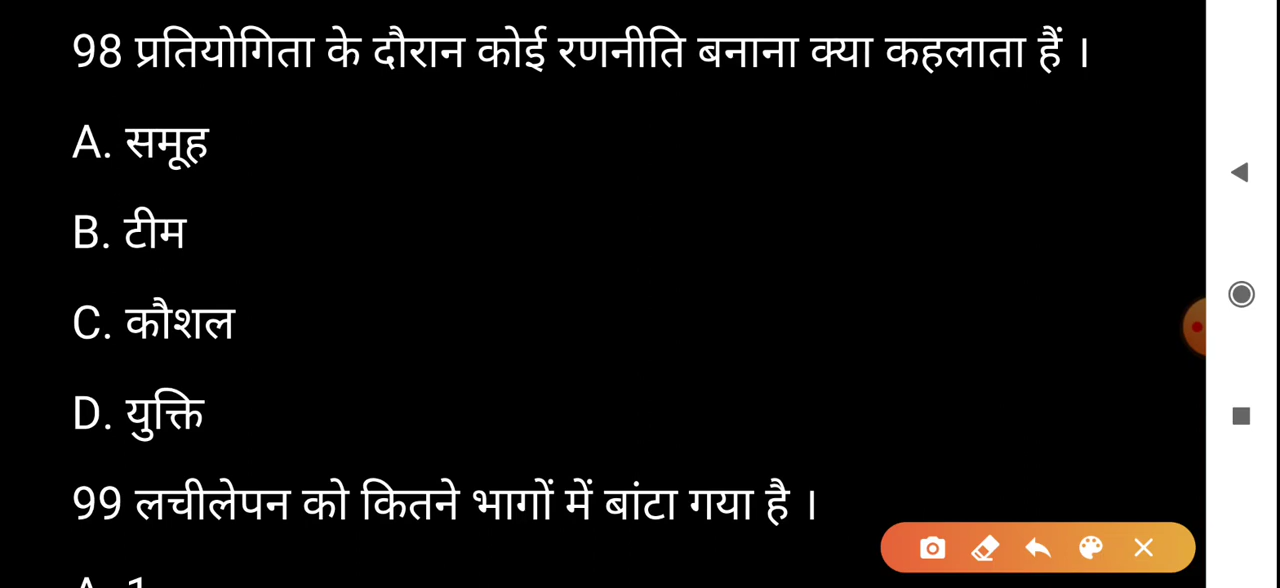 98 प्रतियोगिता के दौरान कोई रणनीति बनाना क्या कहलाता हैं ।
A. समूह
B. टीम
C. कौशल
D. युक्ति
99 लचीलेपन को कितने भागों में बांटा गया है ।